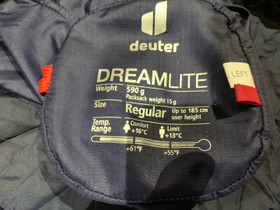 deuter
DREAMLITE
Weight 590 g
Packsack weight 15 g
Size Regular Up to 185 cm
user height
Temp. Range Comfort +16°C Limit +13°C
+61°F +55°F
LEFT